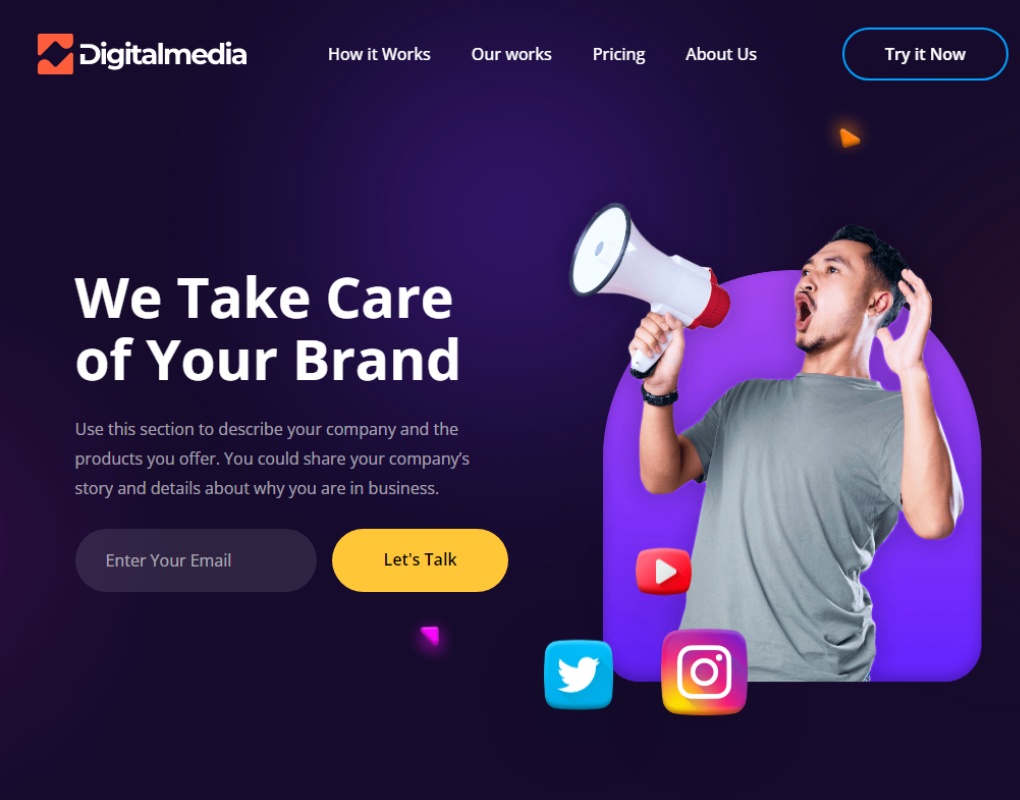 Digitalmedia
How it Works
Our works
Pricing
About Us
Try it Now
We Take Care
of Your Brand
Use this section to describe your company and the
products you offer. You could share your company’s
story and details about why you are in business.
Enter Your Email
Let's Talk